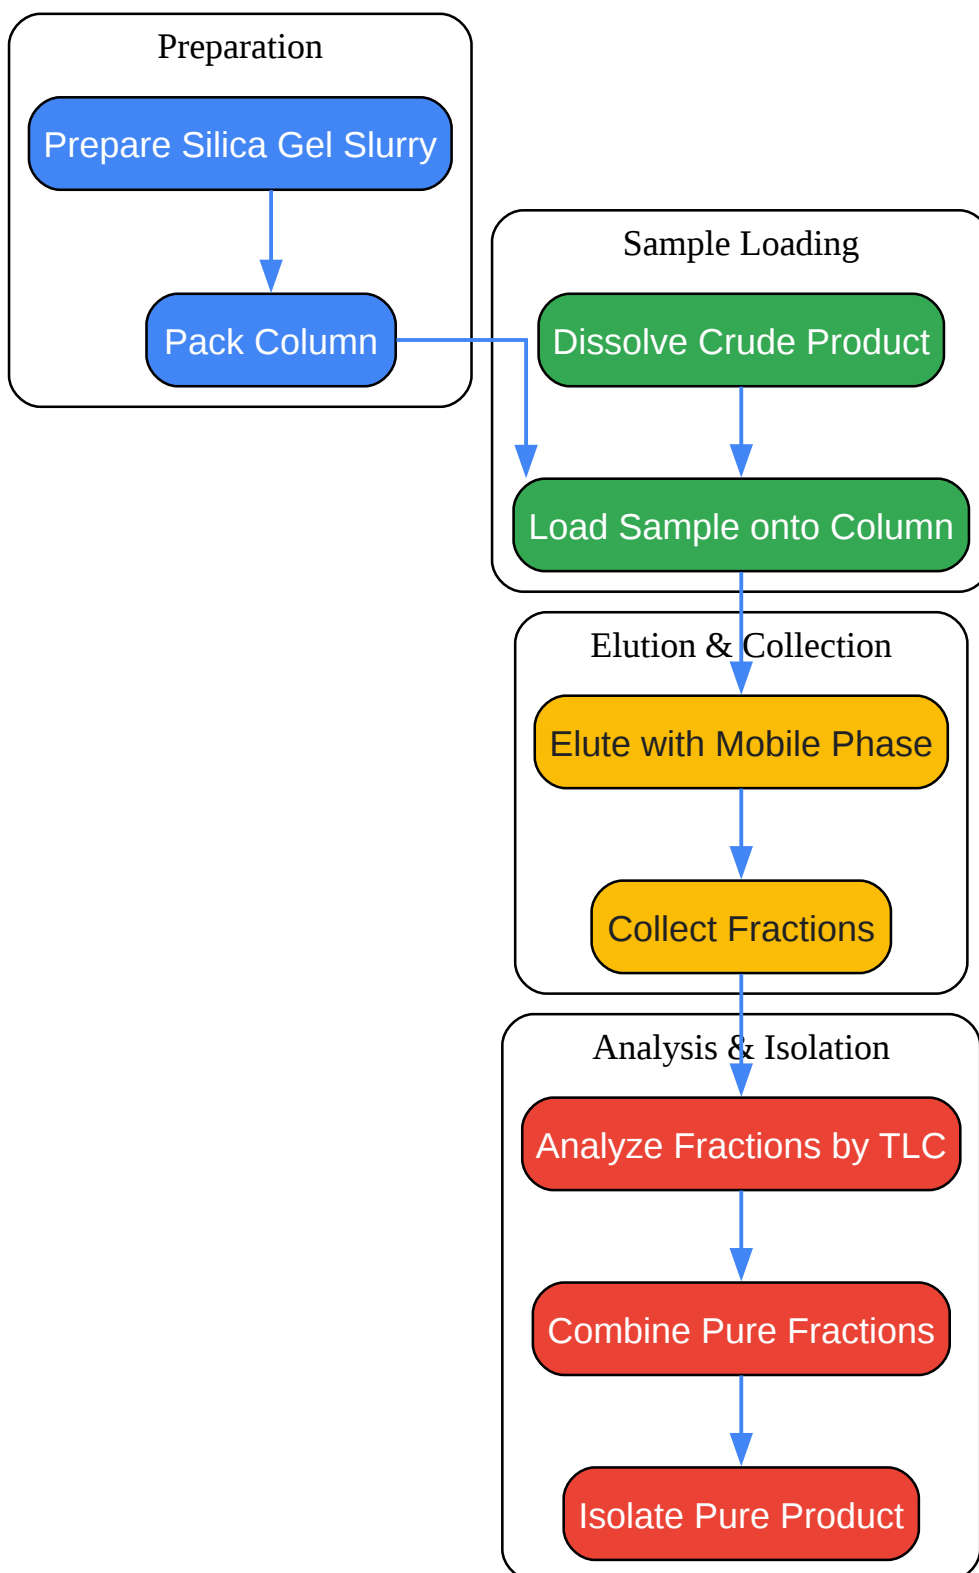 Preparation
Prepare Silica Gel Slurry
Pack Column
Sample Loading
Dissolve Crude Product
Load Sample onto Column
Elution & Collection
Elute with Mobile Phase
Collect Fractions
Analysis & Isolation
Analyze Fractions by TLC
Combine Pure Fractions
Isolate Pure Product